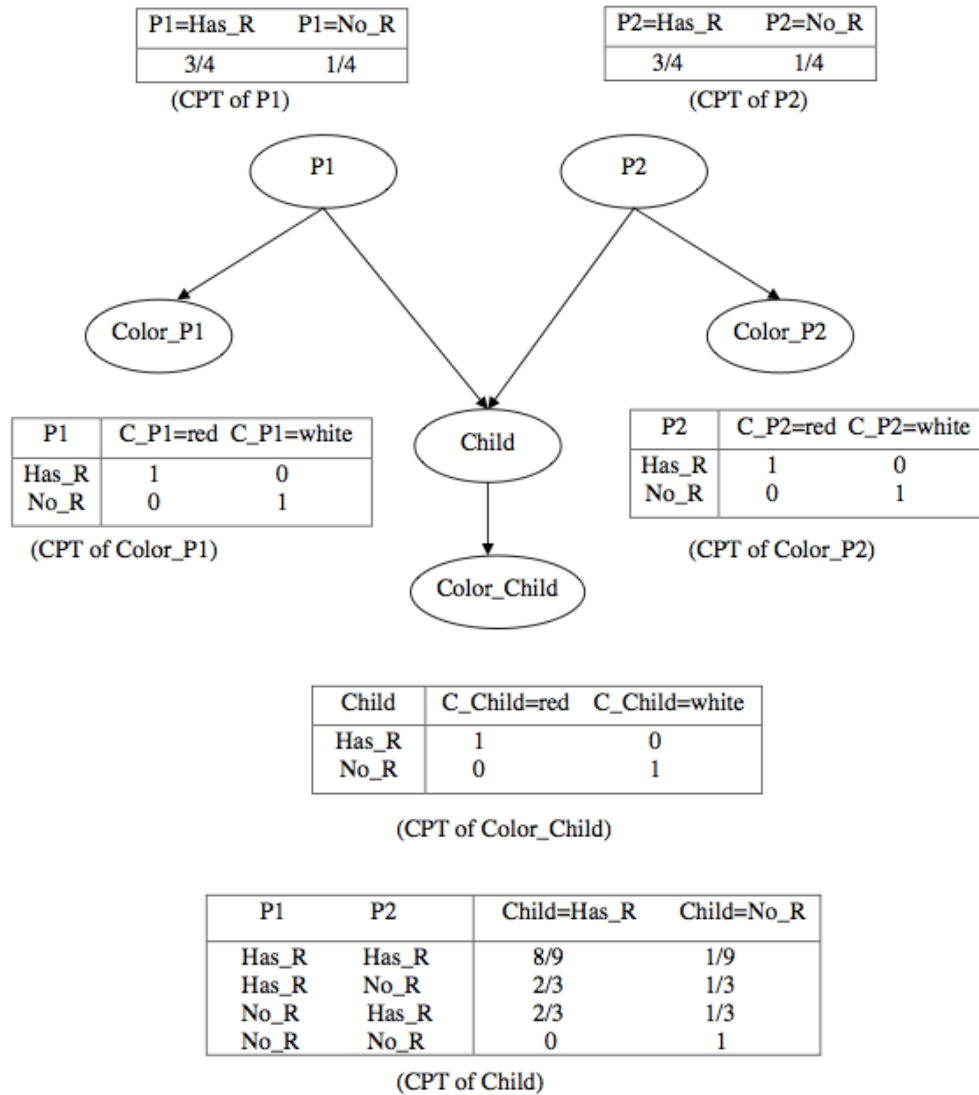 P1=Has_R P1=No_R
3/4 1/4
(CPT of P1)
P2=Has_R P2=No_R
3/4 1/4
(CPT of P2)
P1
P2
Color_P1
Color_P2
P1 C_P1=red C_P1=white
Has_R 1 0
No_R 0 1
(CPT of Color_P1)
Child
P2 C_P2=red C_P2=white
Has_R 1 0
No_R 0 1
(CPT of Color_P2)
Color_Child
Child C_Child=red C_Child=white
Has_R 1 0
No_R 0 1
(CPT of Color_Child)
P1 P2 Child=Has_R Child=No_R
Has_R Has_R 8/9 1/9
Has_R No_R 2/3 1/3
No_R Has_R 2/3 1/3
No_R No_R 0 1
(CPT of Child)